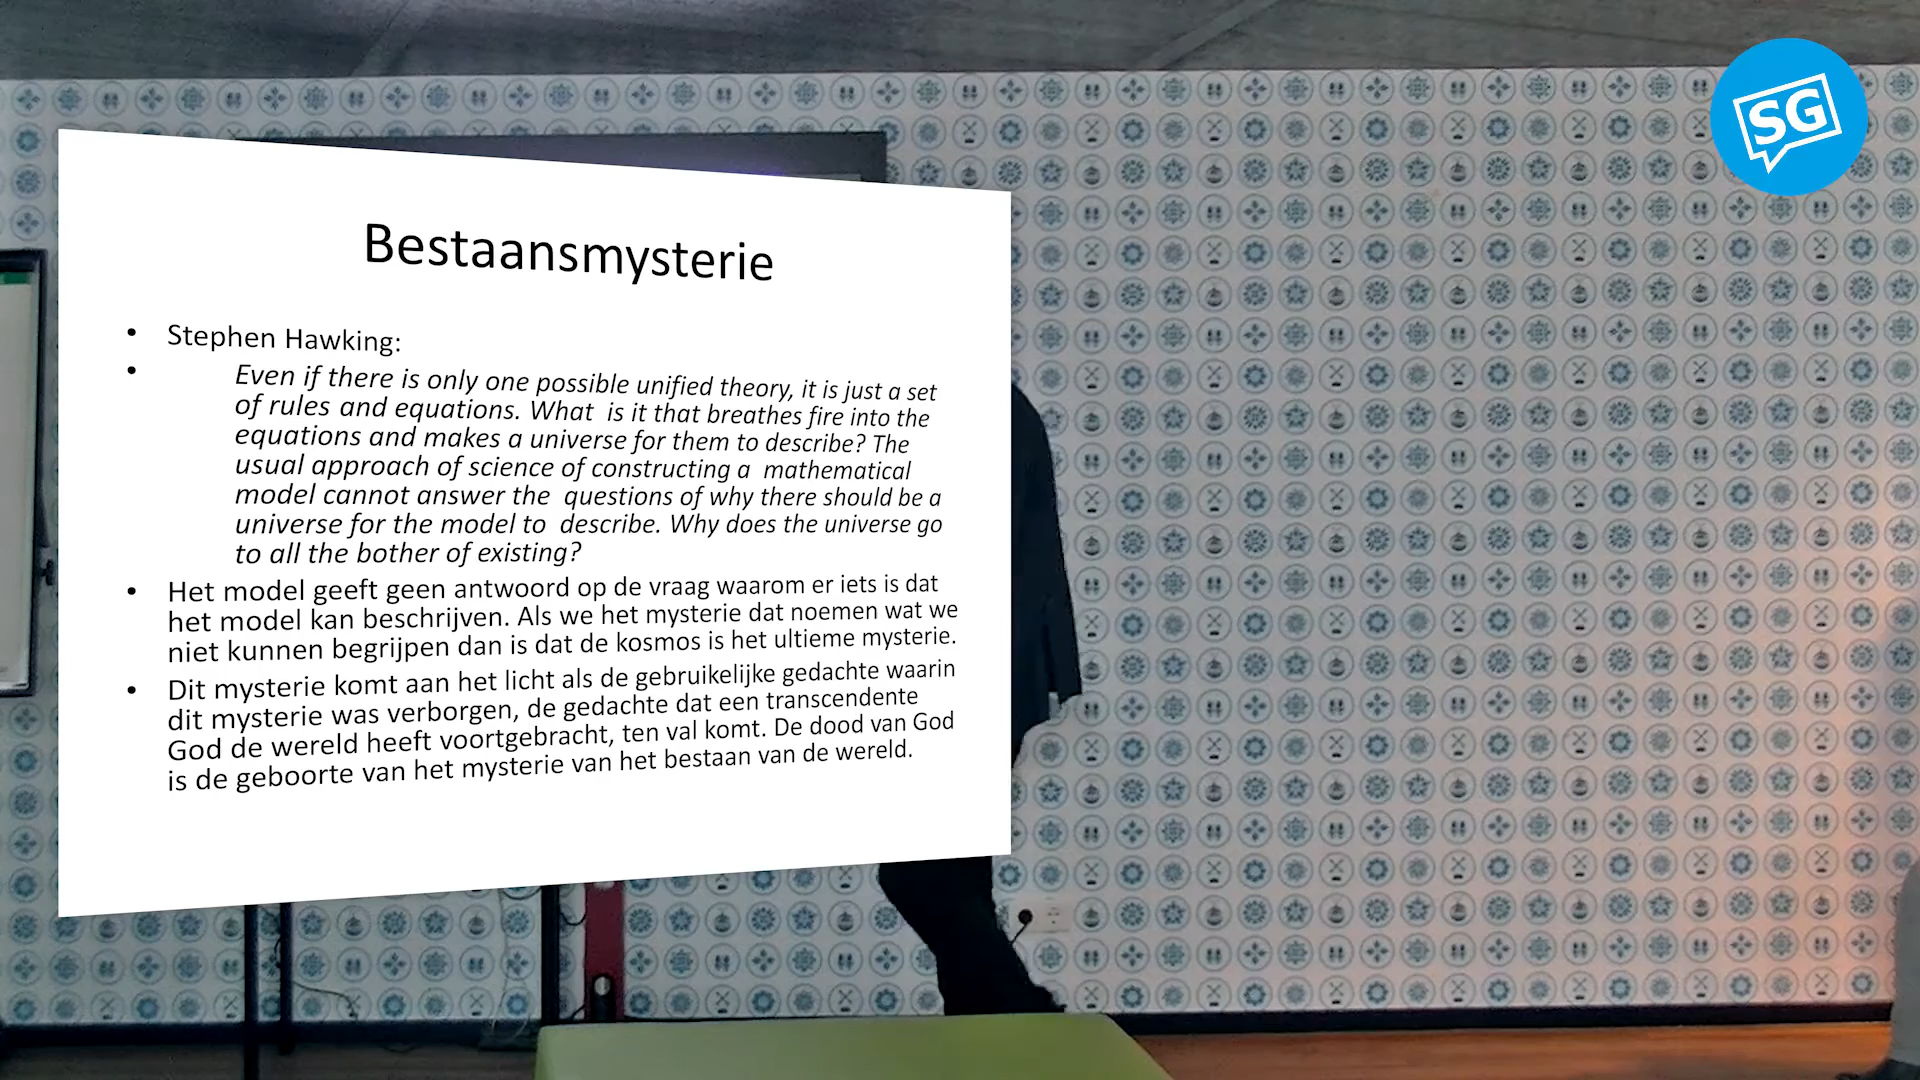 Bestaansmysterie
• Stephen Hawking:
• Even if there is only one possible unified theory, it is just a set
of rules and equations. What is it that breathes fire into the
equations and makes a universe for them to describe? The
usual approach of science of constructing a mathematical
model cannot answer the questions of why there should be a
universe for the model to describe. Why does the universe go
to all the bother of existing?
• Het model geeft geen antwoord op de vraag waarom er iets is dat
het model kan beschrijven. Als we het mysterie dat noemen wat we
niet kunnen begrijpen dan is dat de kosmos is het ultieme mysterie.
• Dit mysterie komt aan het licht als de gebruikelijke gedachte waarin
dit mysterie was verborgen, de gedachte dat een transcendente
God de wereld heeft voortgebracht, ten val komt. De dood van God
is de geboorte van het mysterie van het bestaan van de wereld.
SG